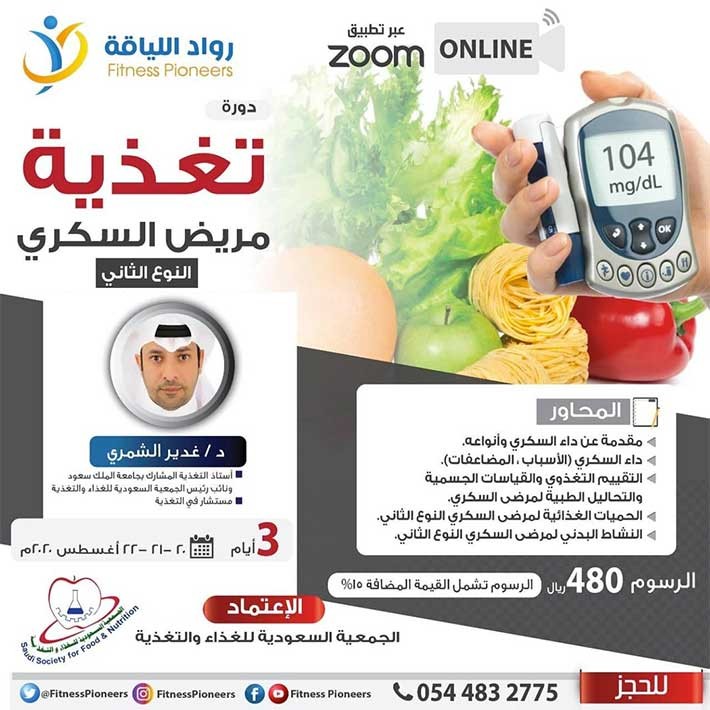 رواد اللياقة
Fitness Pioneers
عبر تطبيق
zoom
ONLINE
دورة
تغذية
مريض السكري
النوع الثاني
104
mg/dL
OK
د/ غدير الشمري
أستاذ التغذية المشارك بجامعة الملك سعود
ونائب رئيس الجمعية السعودية للغذاء والتغذية
مستشار في التغذية
3 أيام
٢٠ -٢١ -٢٢ أغسطس ٢٠٢٠م
المحاور
مقدمة عن داء السكري وأنواعه.
داء السكري (الأسباب ، المضاعفات).
التقييم التغذوي والقياسات الجسمية
والتحاليل الطبية لمرضى السكري.
الحميات الغذائية لمرضى السكري النوع الثاني.
النشاط البدني لمرضى السكري النوع الثاني.
الرسوم 480 ريال
الرسوم تشمل القيمة المضافة ١٥%
الإعتماد
الجمعية السعودية للغذاء والتغذية
الجمعية السعودية للغذاء والتغذية
Saudi Society for Food & Nutrition
@FitnessPioneers
FitnessPioneers
Fitness Pioneers
054 483 2775
للحجز